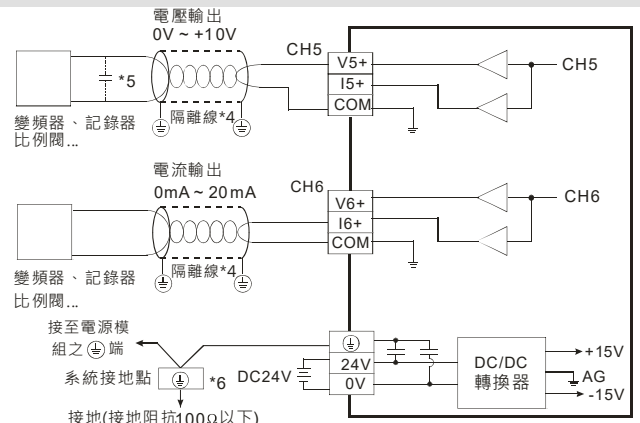 電壓輸出
0V ~ +10V
CH5
V5+
I5+
COM
CH5
*5
隔離線*4
變頻器、記錄器
比例閥...
電流輸出
0mA ~ 20mA
CH6
V6+
I6+
COM
CH6
隔離線*4
變頻器、記錄器
比例閥...
接至電源模
組之 端
系統接地點
*6
DC24V
24V
0V
DC/DC
轉換器
+15V
AG
-15V
接地(接地阻抗100Ω以下)